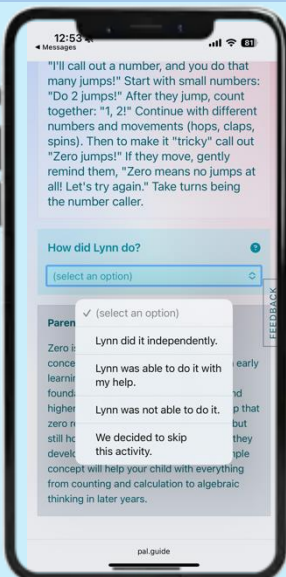 12:53
Messages
81
"I'll call out a number, and you do that
many jumps!" Start with small numbers:
"Do 2 jumps!" After they jump, count
together: "1, 2!" Continue with different
numbers and movements (hops, claps,
spins). Then to make it "tricky" call out
"Zero jumps!" If they move, gently
remind them, "Zero means no jumps at
all! Let's try again." Take turns being
the number caller.
How did Lynn do?
?
(select an option)
FEEDBACK
✓ (select an option)
Lynn did it independently.
Lynn was able to do it with
my help.
Lynn was not able to do it.
We decided to skip
this activity.
Paren
Zero i
conce early
learnin
founda nd
higher p that
zero r but
still ho they
develo ple
concept will help your child with everything
from counting and calculation to algebraic
thinking in later years.
pal.guide